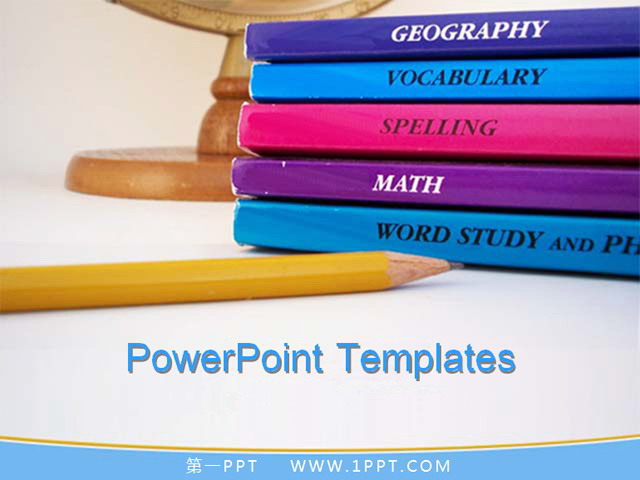 GEOGRAPHY
VOCABULARY
SPELLING
MATH
WORD STUDY AND PH
PowerPoint Templates
第一PPT WWW.1PPT.COM